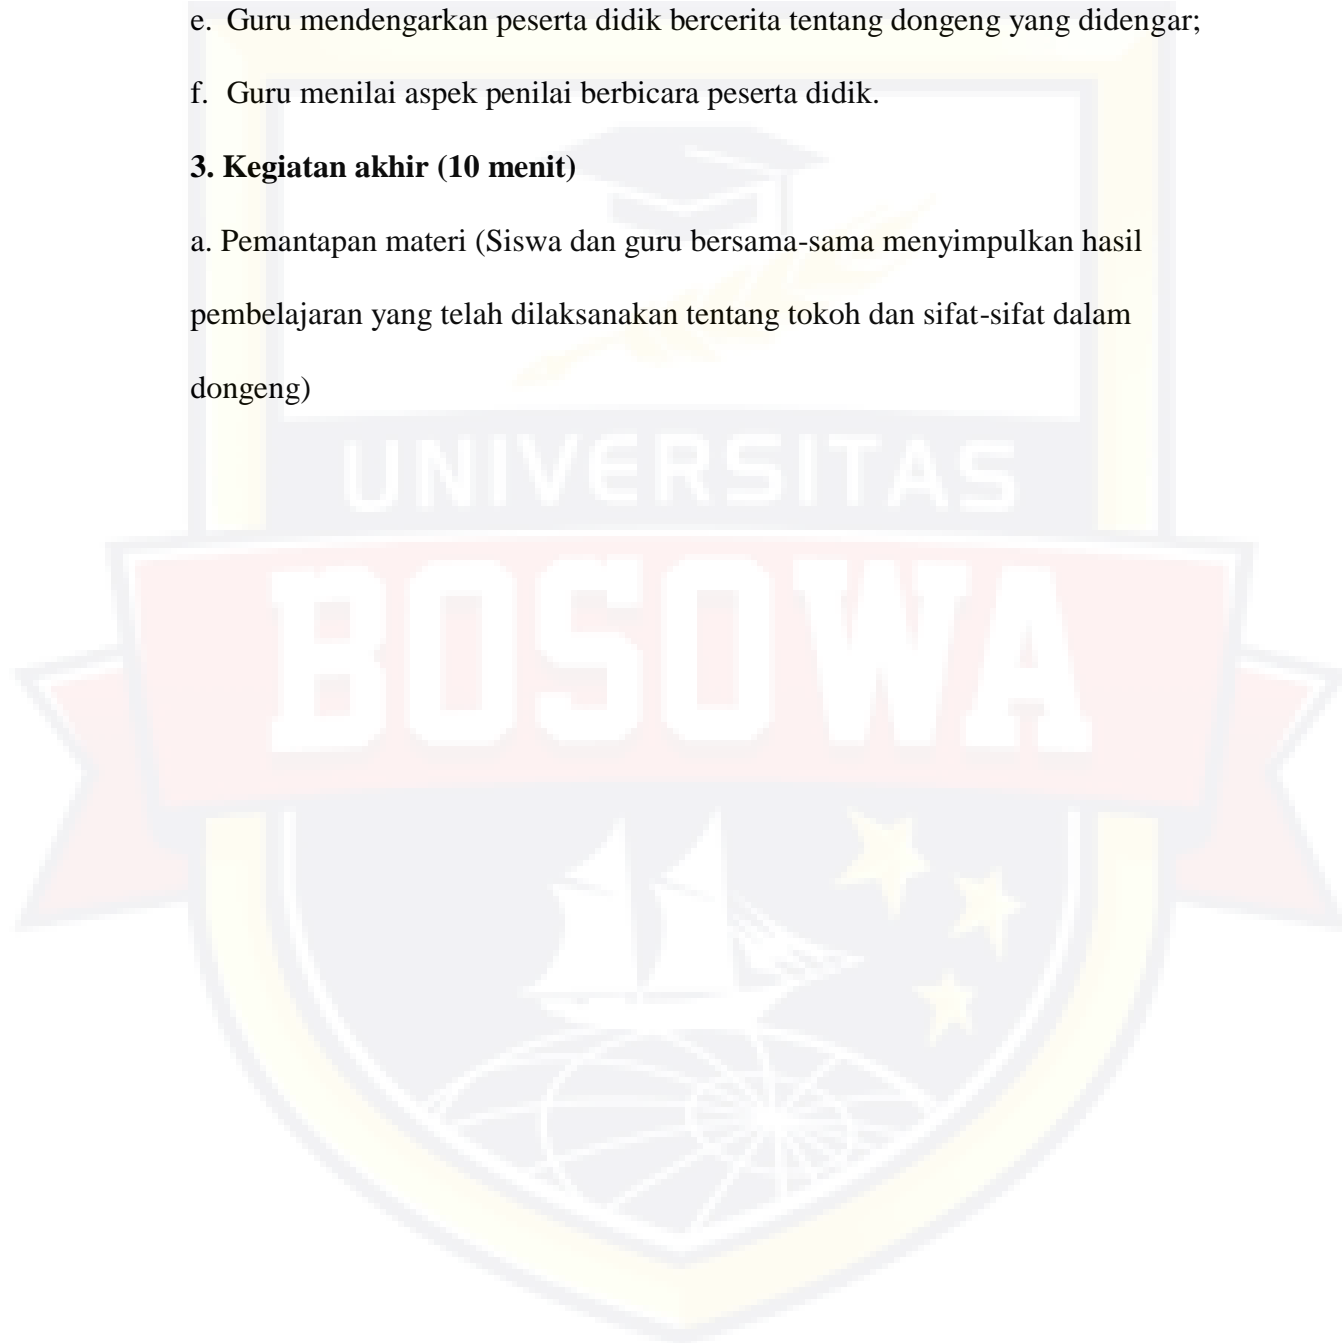 e. Guru mendengarkan peserta didik bercerita tentang dongeng yang didengar;
f. Guru menilai aspek penilai berbicara peserta didik.
3. Kegiatan akhir (10 menit)
a. Pemantapan materi (Siswa dan guru bersama-sama menyimpulkan hasil
pembelajaran yang telah dilaksanakan tentang tokoh dan sifat-sifat dalam
dongeng)
UNIVERSITAS
BOSOWA